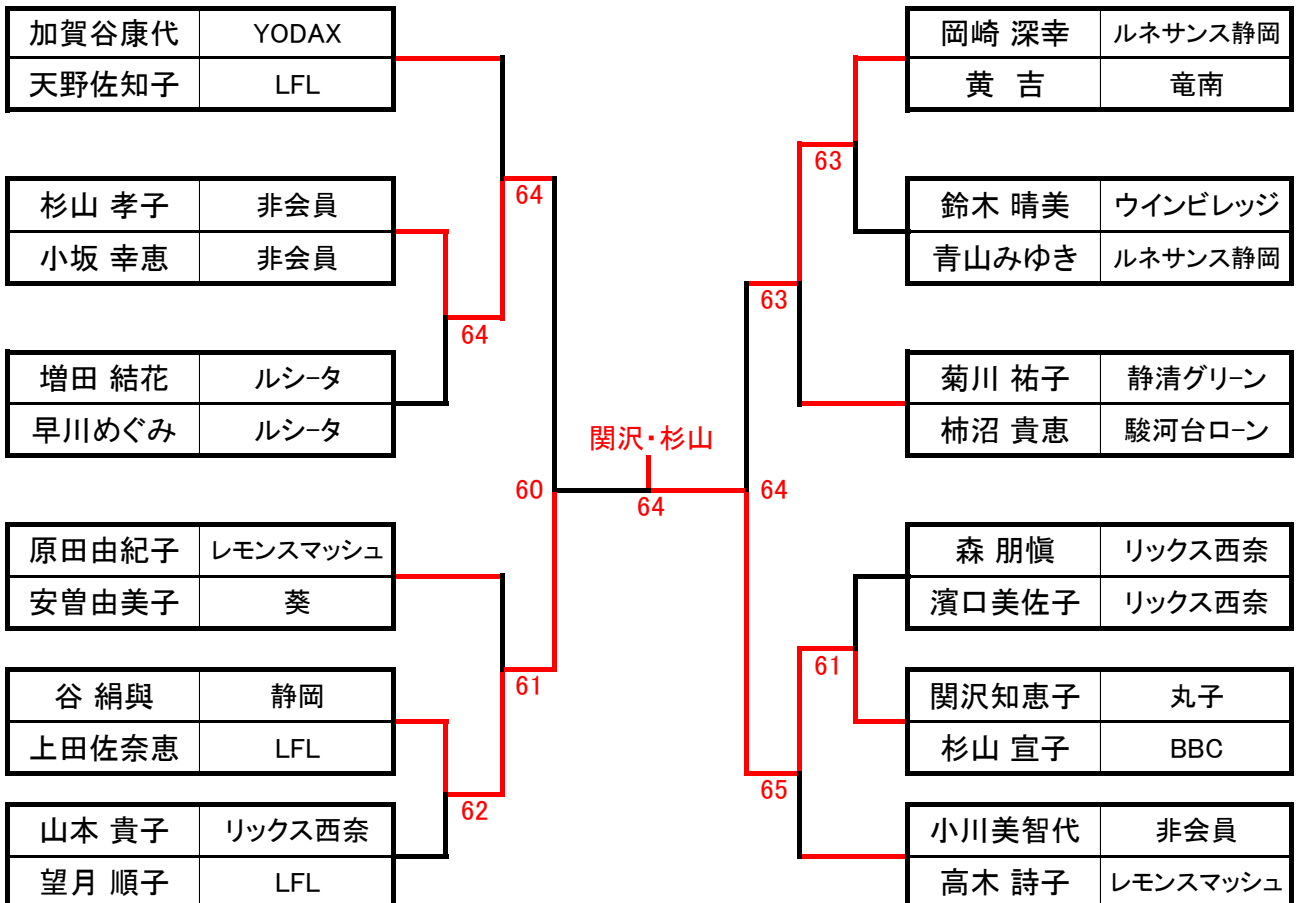 加賀谷康代 YODAX
天野佐知子 LFL
杉山 孝子 非会員
小坂 幸恵 非会員
増田 結花 ルシータ
早川めぐみ ルシータ
原田由紀子 レモンスマッシュ
安曽由美子 葵
谷 絹與 静岡
上田佐奈恵 LFL
山本 貴子 リックス西奈
望月 順子 LFL
64
64
60
61
62
関沢・杉山
64
63
63
64
61
65
岡崎 深幸 ルネサンス静岡
黄 吉 竜南
鈴木 晴美 ウインビレッジ
青山みゆき ルネサンス静岡
菊川 祐子 静清グリーン
柿沼 貴恵 駿河台ローン
森 朋愼 リックス西奈
濱口美佐子 リックス西奈
関沢知恵子 丸子
杉山 宣子 BBC
小川美智代 非会員
高木 詩子 レモンスマッシュ